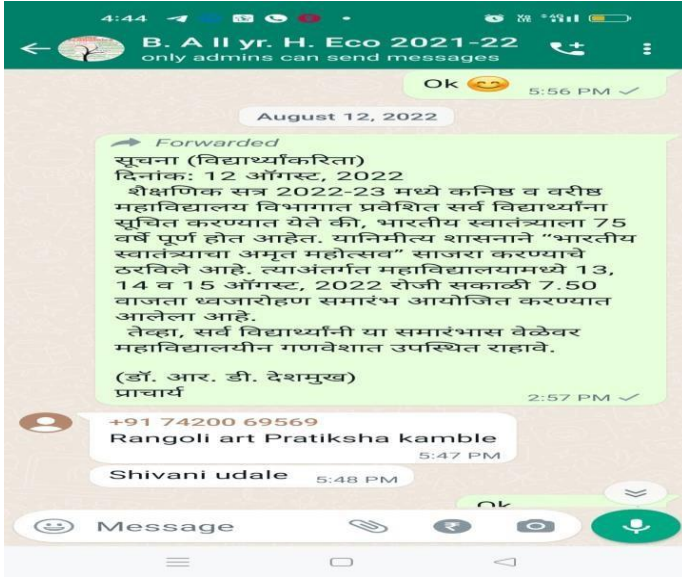 4:44
B. A II yr. H. Eco 2021-22
only admins can send messages
Ok 😊 5:56 PM
August 12, 2022
Forwarded
सूचना (विद्यार्थ्यांकरिता)
दिनांक: 12 ऑगस्ट, 2022
शैक्षणिक सत्र 2022-23 मध्ये कनिष्ठ व वरीष्ठ
महाविद्यालय विभागात प्रवेशित सर्व विद्यार्थ्यांना
सूचित करण्यात येते की, भारतीय स्वातंत्र्याला 75
वर्षे पूर्ण होत आहेत. यानिमीत्य शासनाने “भारतीय
स्वातंत्र्याचा अमृत महोत्सव” साजरा करण्याचे
ठरविले आहे. त्याअंतर्गत महाविद्यालयामध्ये 13,
14 व 15 ऑगस्ट, 2022 रोजी सकाळी 7.50
वाजता ध्वजारोहण समारंभ आयोजित करण्यात
आलेला आहे.
तेव्हा, सर्व विद्यार्थ्यांनी या समारंभास वेळेवर
महाविद्यालयीन गणवेशात उपस्थित राहावे.
(डॉ. आर. डी. देशमुख)
प्राचार्य
2:57 PM
+91 74200 69569
Rangoli art Pratiksha kamble
5:47 PM
Shivani udale 5:48 PM
Ok
Message